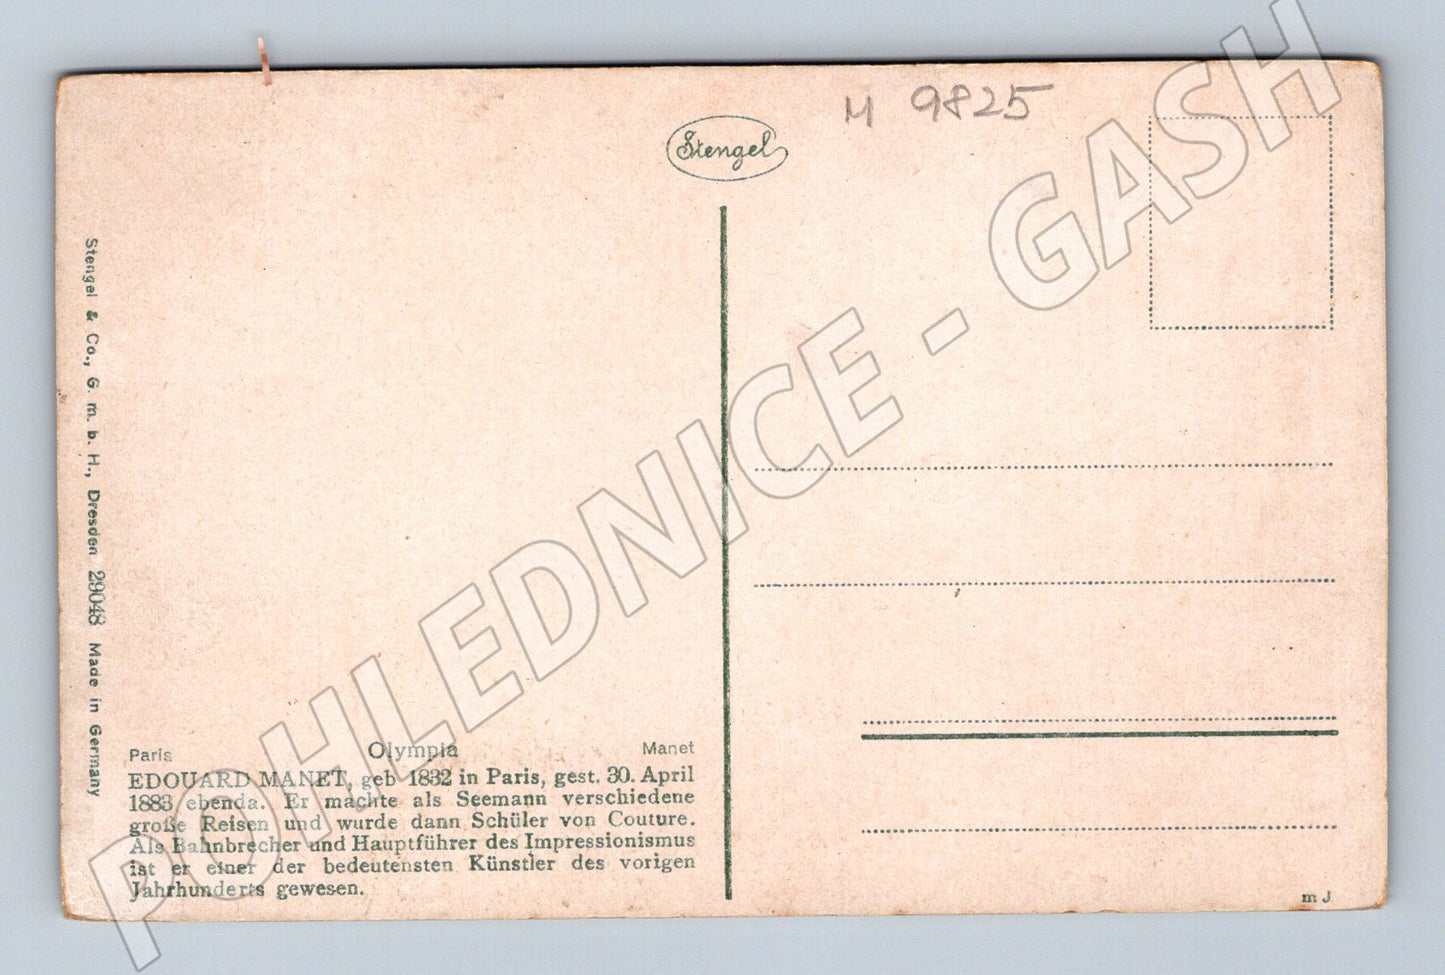 M 9825
Stengel
Stengel & Co., G. m. b. H., Dresden 29048 Made in Germany
Paris Olympia Manet
EDOUARD MANET, geb 1832 in Paris, gest. 30. April
1883 ebenda. Er machte als Seemann verschiedene
große Reisen und wurde dann Schüler von Couture.
Als Bahnbrecher und Hauptführer des Impressionismus
ist er einer der bedeutensten Künstler des vorigen
Jahrhunderts gewesen.
m J
POHLEDNICE - GASH